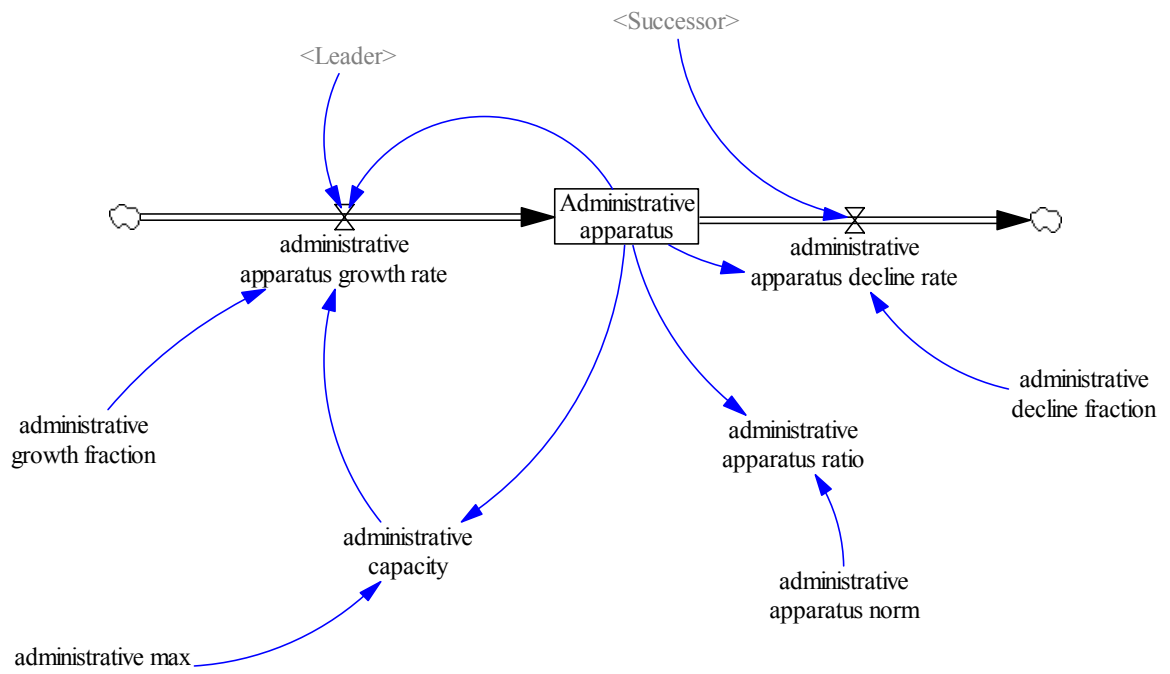 <Successor>
<Leader>
Administrative
apparatus
administrative
apparatus growth rate
administrative
apparatus decline rate
administrative
decline fraction
administrative
growth fraction
administrative
apparatus ratio
administrative
capacity
administrative
apparatus norm
administrative max